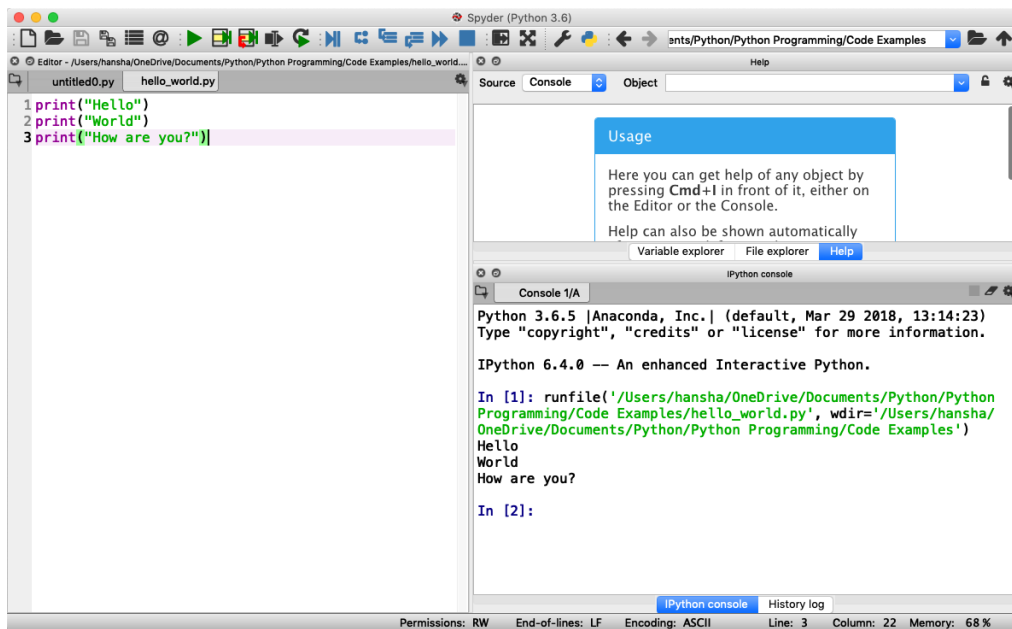 Spyder (Python 3.6)
ents/Python/Python Programming/Code Examples
Editor - /Users/hansha/OneDrive/Documents/Python/Python Programming/Code Examples/hello_world....
untitled0.py hello_world.py
1 print("Hello")
2 print("World")
3 print("How are you?")
Help
Source Console Object
Usage
Here you can get help of any object by
pressing Cmd+I in front of it, either on
the Editor or the Console.
Help can also be shown automatically
Variable explorer File explorer Help
IPython console
Console 1/A
Python 3.6.5 |Anaconda, Inc.| (default, Mar 29 2018, 13:14:23)
Type "copyright", "credits" or "license" for more information.
IPython 6.4.0 -- An enhanced Interactive Python.
In [1]: runfile('/Users/hansha/OneDrive/Documents/Python/Python
Programming/Code Examples/hello_world.py', wdir='/Users/hansha/
OneDrive/Documents/Python/Python Programming/Code Examples')
Hello
World
How are you?
In [2]:
IPython console History log
Permissions: RW End-of-lines: LF Encoding: ASCII Line: 3 Column: 22 Memory: 68 %